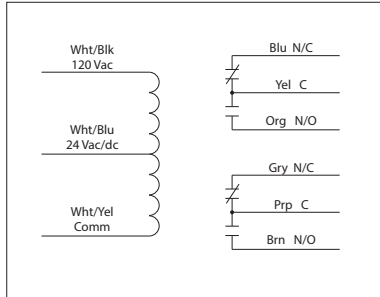 Wht/Blk
120 Vac
Wht/Blu
24 Vac/dc
Wht/Yel
Comm
Blu N/C
Yel C
Org N/O
Gry N/C
Prp C
Brn N/O